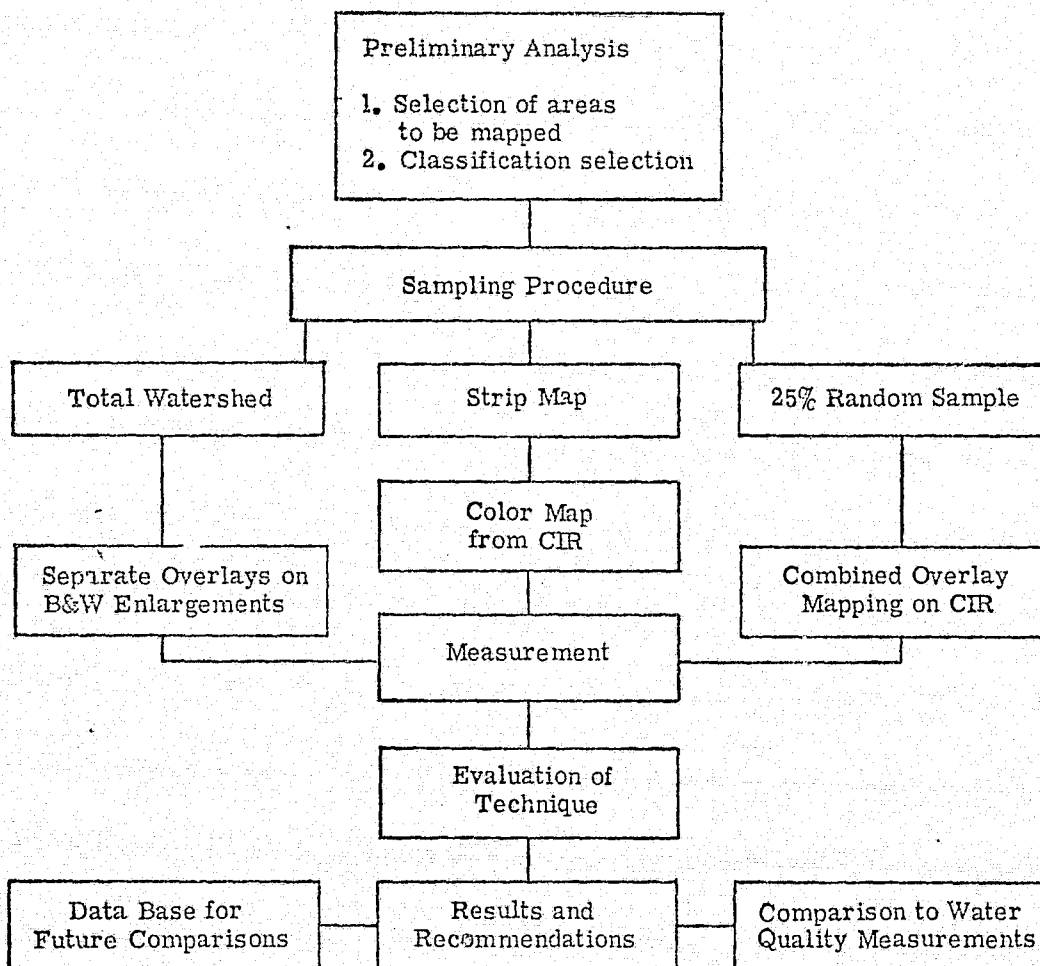 Preliminary Analysis
1. Selection of areas
to be mapped
2. Classification selection
Sampling Procedure
Total Watershed
Strip Map
25% Random Sample
Color Map
from CIR
Separate Overlays on
B&W Enlargements
Combined Overlay
Mapping on CIR
Measurement
Evaluation of
Technique
Data Base for
Future Comparisons
Results and
Recommendations
Comparison to Water
Quality Measurements